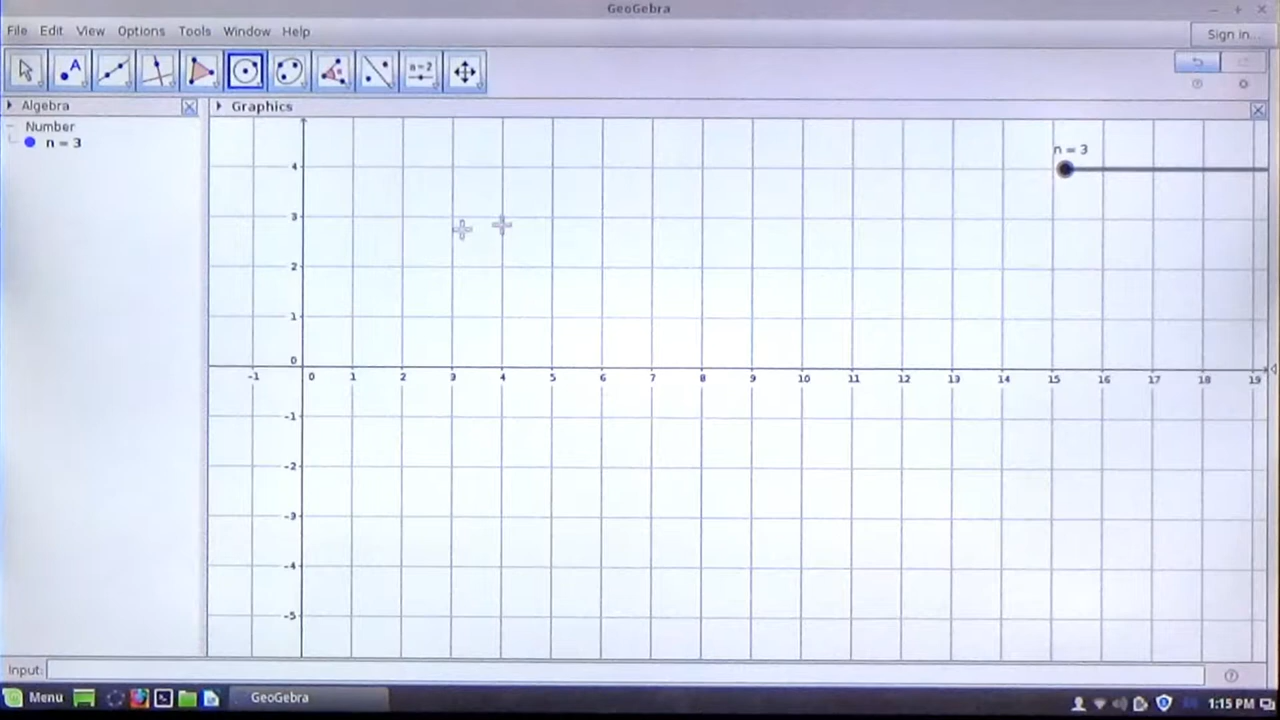 GeoGebra
File Edit View Options Tools Window Help
Sign in...
A
a=2
Algebra
Graphics
Number
n = 3
n = 3
4
3
2
1
0
-1 0 1 2 3 4 5 6 7 8 9 10 11 12 13 14 15 16 17 18 19
-1
-2
-3
-4
-5
Input:
Menu
GeoGebra
1:15 PM